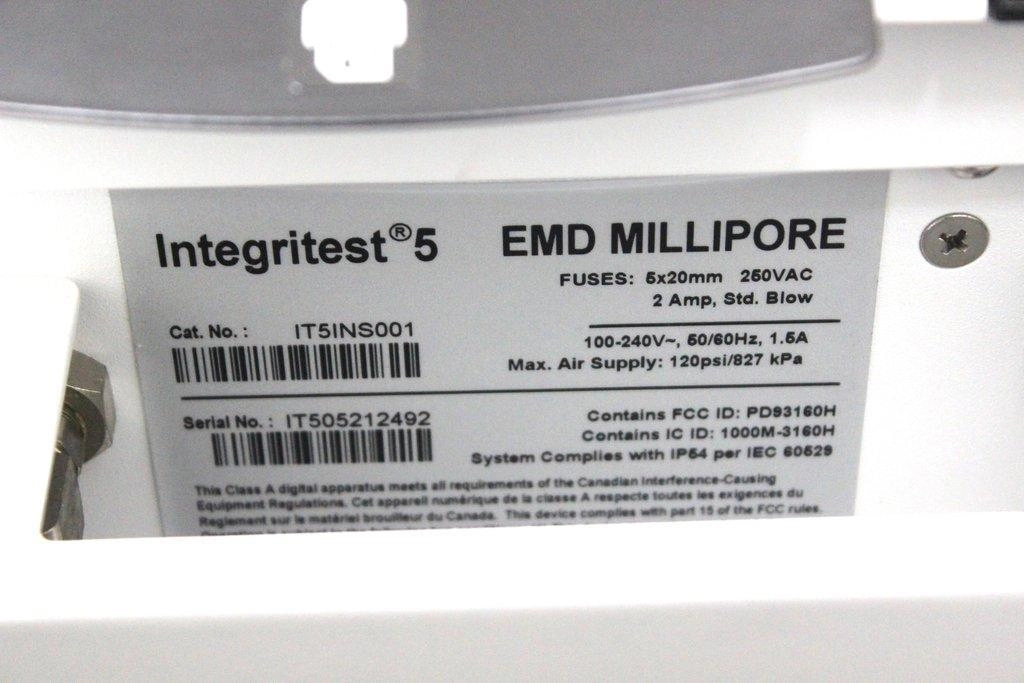 Integritest®5
EMD MILLIPORE
FUSES: 5x20mm 250VAC
2 Amp, Std. Blow
Cat. No. : IT5INS001
100-240V~, 50/60Hz, 1.5A
Max. Air Supply: 120psi/827 kPa
Serial No. : IT505212492
Contains FCC ID: PD93160H
Contains IC ID: 1000M-3160H
System Complies with IP54 per IEC 60529
This Class A digital apparatus meets all requirements of the Canadian Interference-Causing
Equipment Regulations. Cet appareil numérique de la classe A respecte toutes les exigences du
Reglement sur le matériel brouilleur du Canada. This device complies with part 15 of the FCC rules.